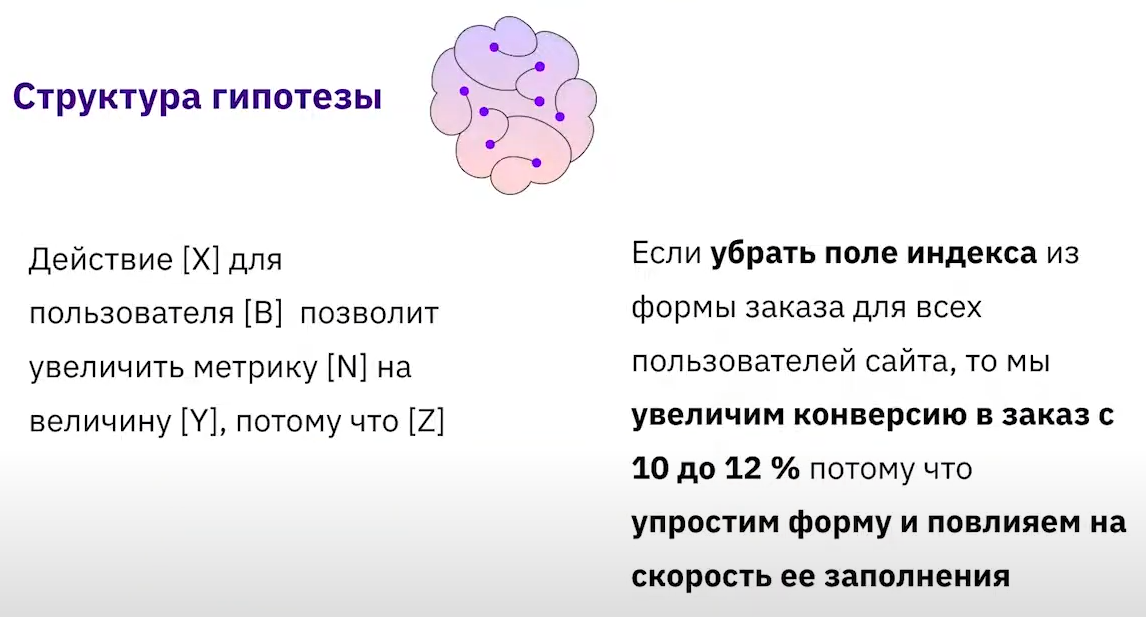 Структура гипотезы
Действие [X] для
пользователя [B] позволит
увеличить метрику [N] на
величину [Y], потому что [Z]
Если убрать поле индекса из
формы заказа для всех
пользователей сайта, то мы
увеличим конверсию в заказ с
10 до 12 % потому что
упростим форму и повлияем на
скорость ее заполнения